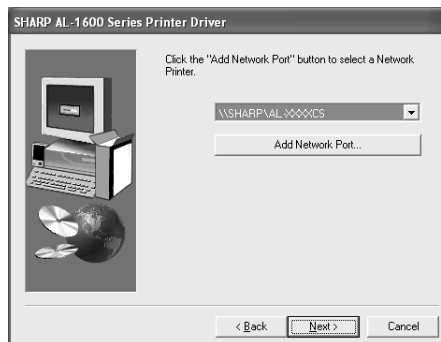 SHARP AL-1600 Series Printer Driver
Click the "Add Network Port" button to select a Network
Printer.
\\SHARP\AL-XXXXCS
Add Network Port...
< Back
Next >
Cancel